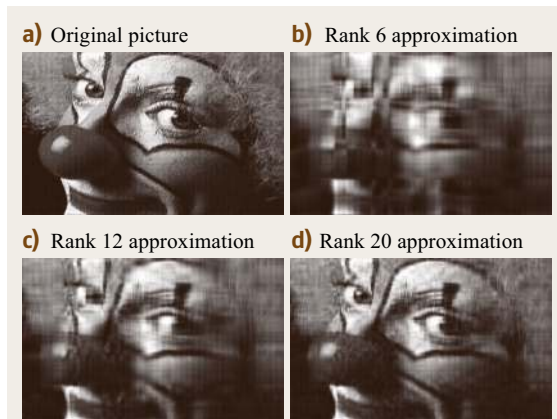 a) Original picture
b) Rank 6 approximation
c) Rank 12 approximation
d) Rank 20 approximation